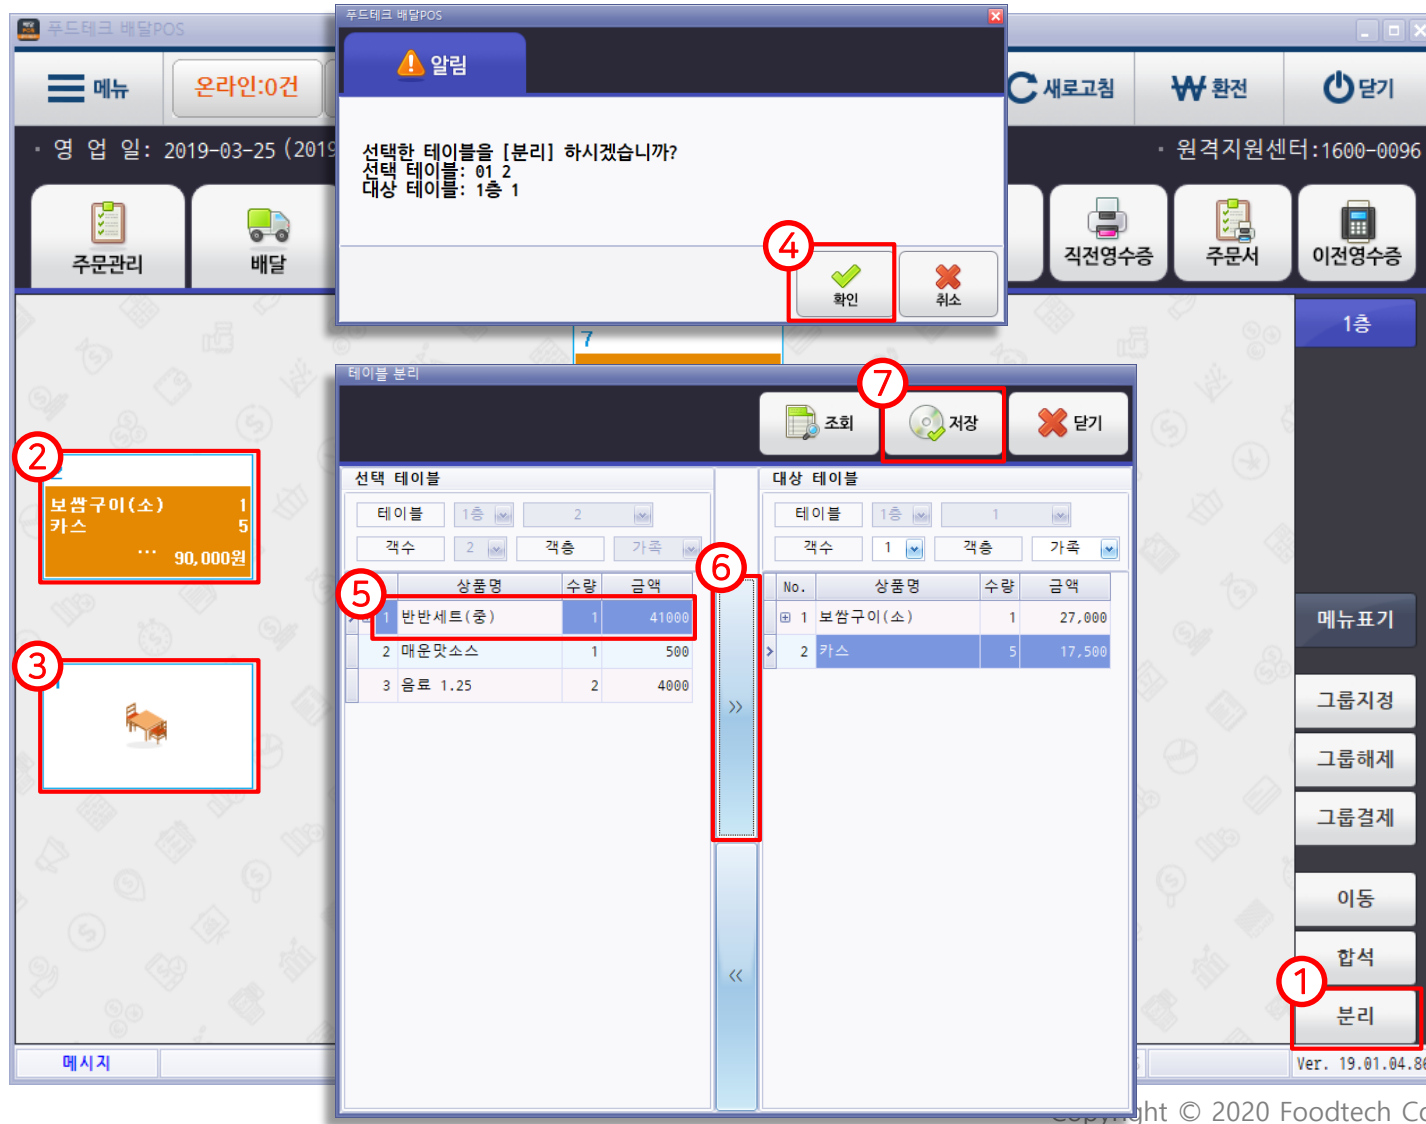 푸드테크 배달POS
푸드테크 배달POS
알림
메뉴
온라인:0건
새로고침
환전
닫기
· 영 업 일: 2019-03-25 (2019
· 원격지원센터:1600-0096
선택한 테이블을 [분리] 하시겠습니까?
선택 테이블: 01 2
대상 테이블: 1층 1
4
확인
취소
주문관리
배달
직전영수증
주문서
이전영수증
1층
7
테이블 분리
7
조회
저장
닫기
2
보쌈구이(소) 1
카스 5
... 90,000원
3
선택 테이블
테이블 1층 2
객수 2 객층 가족
상품명 수량 금액
5
1 반반세트(중) 1 41000
2 매운맛소스 1 500
3 음료 1.25 2 4000
6
>>
<<
대상 테이블
테이블 1층 1
객수 1 객층 가족
No. 상품명 수량 금액
1 보쌈구이(소) 1 27,000
2 카스 5 17,500
메뉴표기
그룹지정
그룹해제
그룹결제
이동
합석
1
분리
메시지
Ver. 19.01.04.86
Copyright © 2020 Foodtech Co